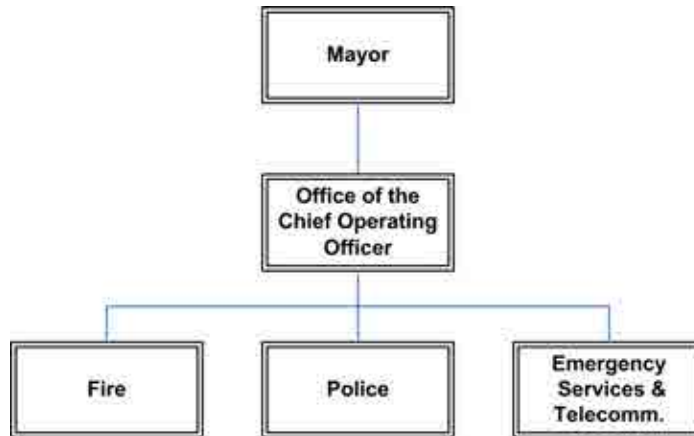 Mayor
Office of the
Chief Operating
Officer
Fire
Police
Emergency
Services &
Telecomm.